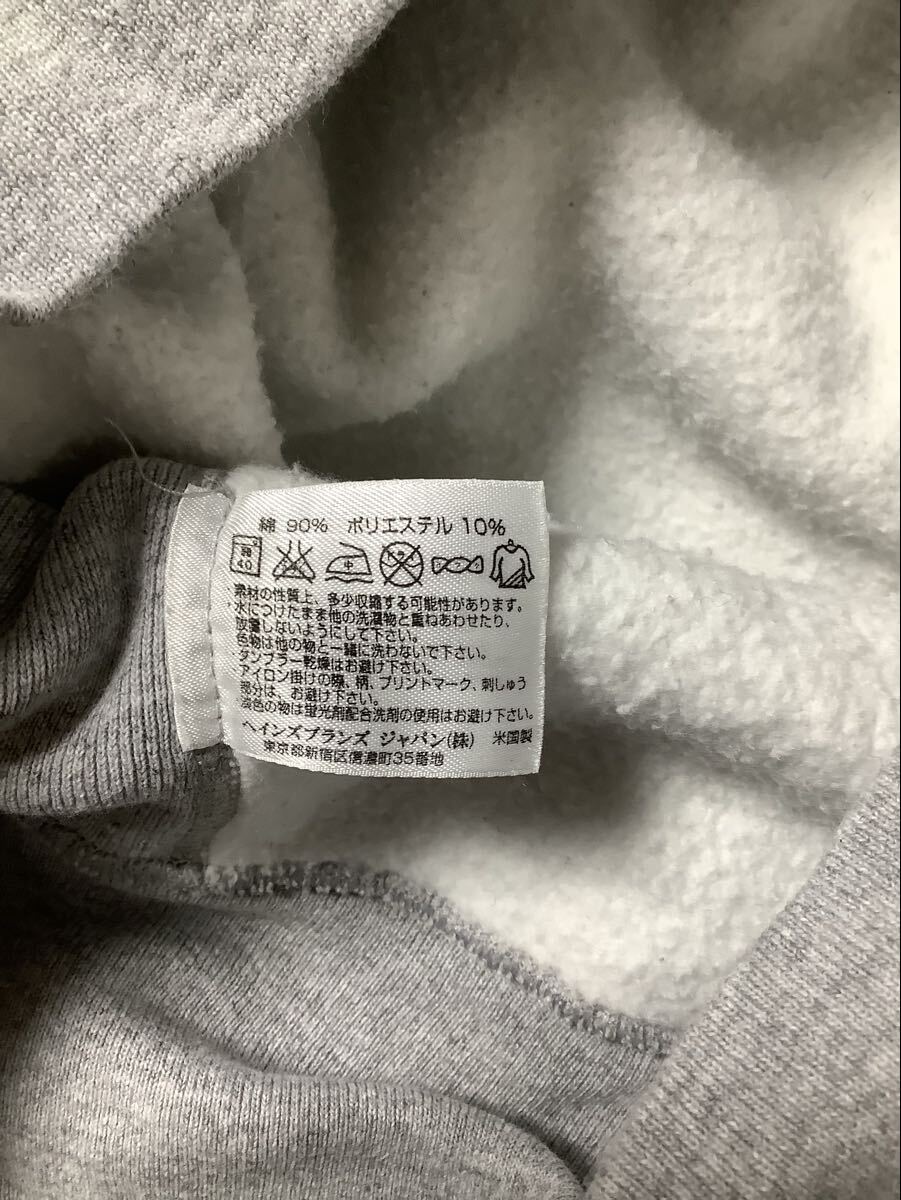 綿 90% ポリエステル 10%
弱
40
素材の性質上、多少収縮する可能性があります。
水につけたまま他の洗濯物と重ねあわせたり、
放置しないようにして下さい。
色物は他の物と一緒に洗わないで下さい。
タンブラー乾燥はお避け下さい。
アイロン掛けの際、柄、プリントマーク、刺しゅう
部分は、お避け下さい。
淡色の物は蛍光剤配合洗剤の使用はお避け下さい。
ヘインズブランズ ジャパン(株) 米国製
東京都新宿区信濃町35番地